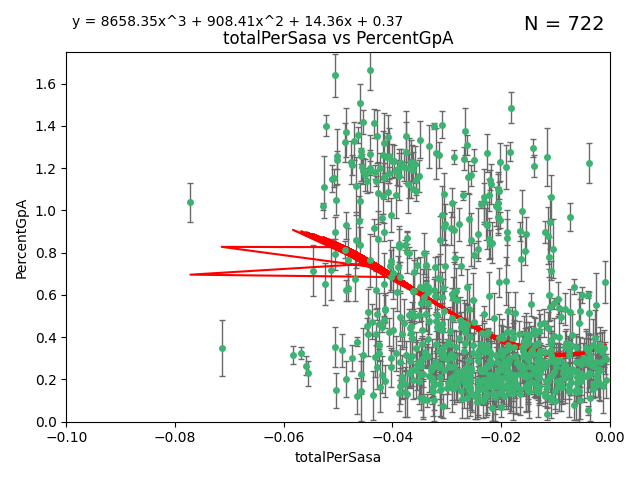 y = 8658.35x^3 + 908.41x^2 + 14.36x + 0.37
N = 722
totalPerSasa vs PercentGpA
PercentGpA
1.6
1.4
1.2
1.0
0.8
0.6
0.4
0.2
0.0
−0.10 −0.08 −0.06 −0.04 −0.02 0.00
totalPerSasa